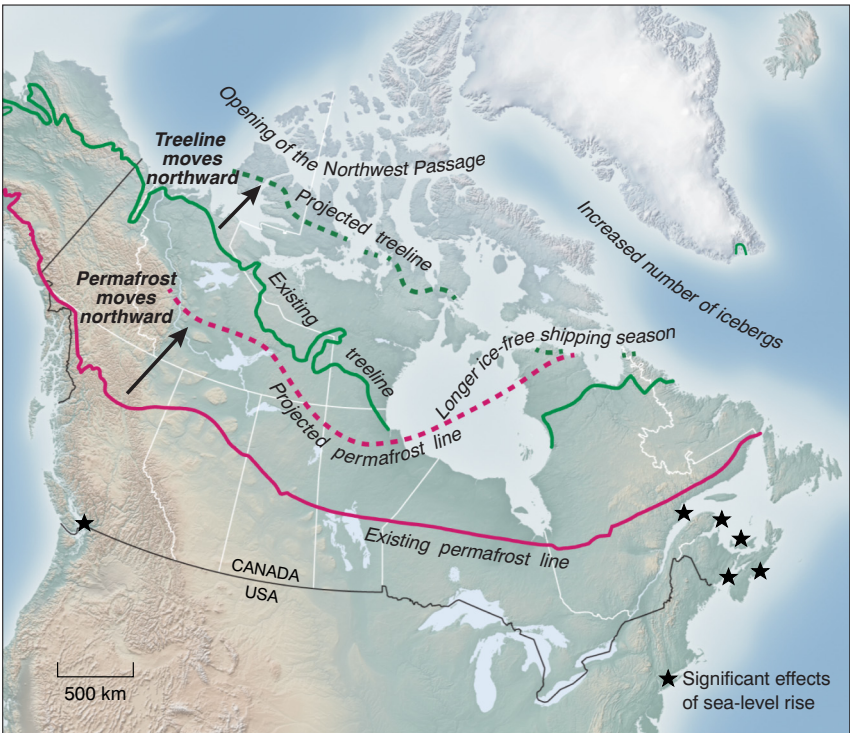 Opening of the Northwest Passage
Treeline
moves
northward
Projected treeline
Increased number of icebergs
Permafrost
moves
northward
Existing treeline
Longer ice-free shipping season
Projected permafrost line
Existing permafrost line
CANADA
USA
500 km
Significant effects
of sea-level rise